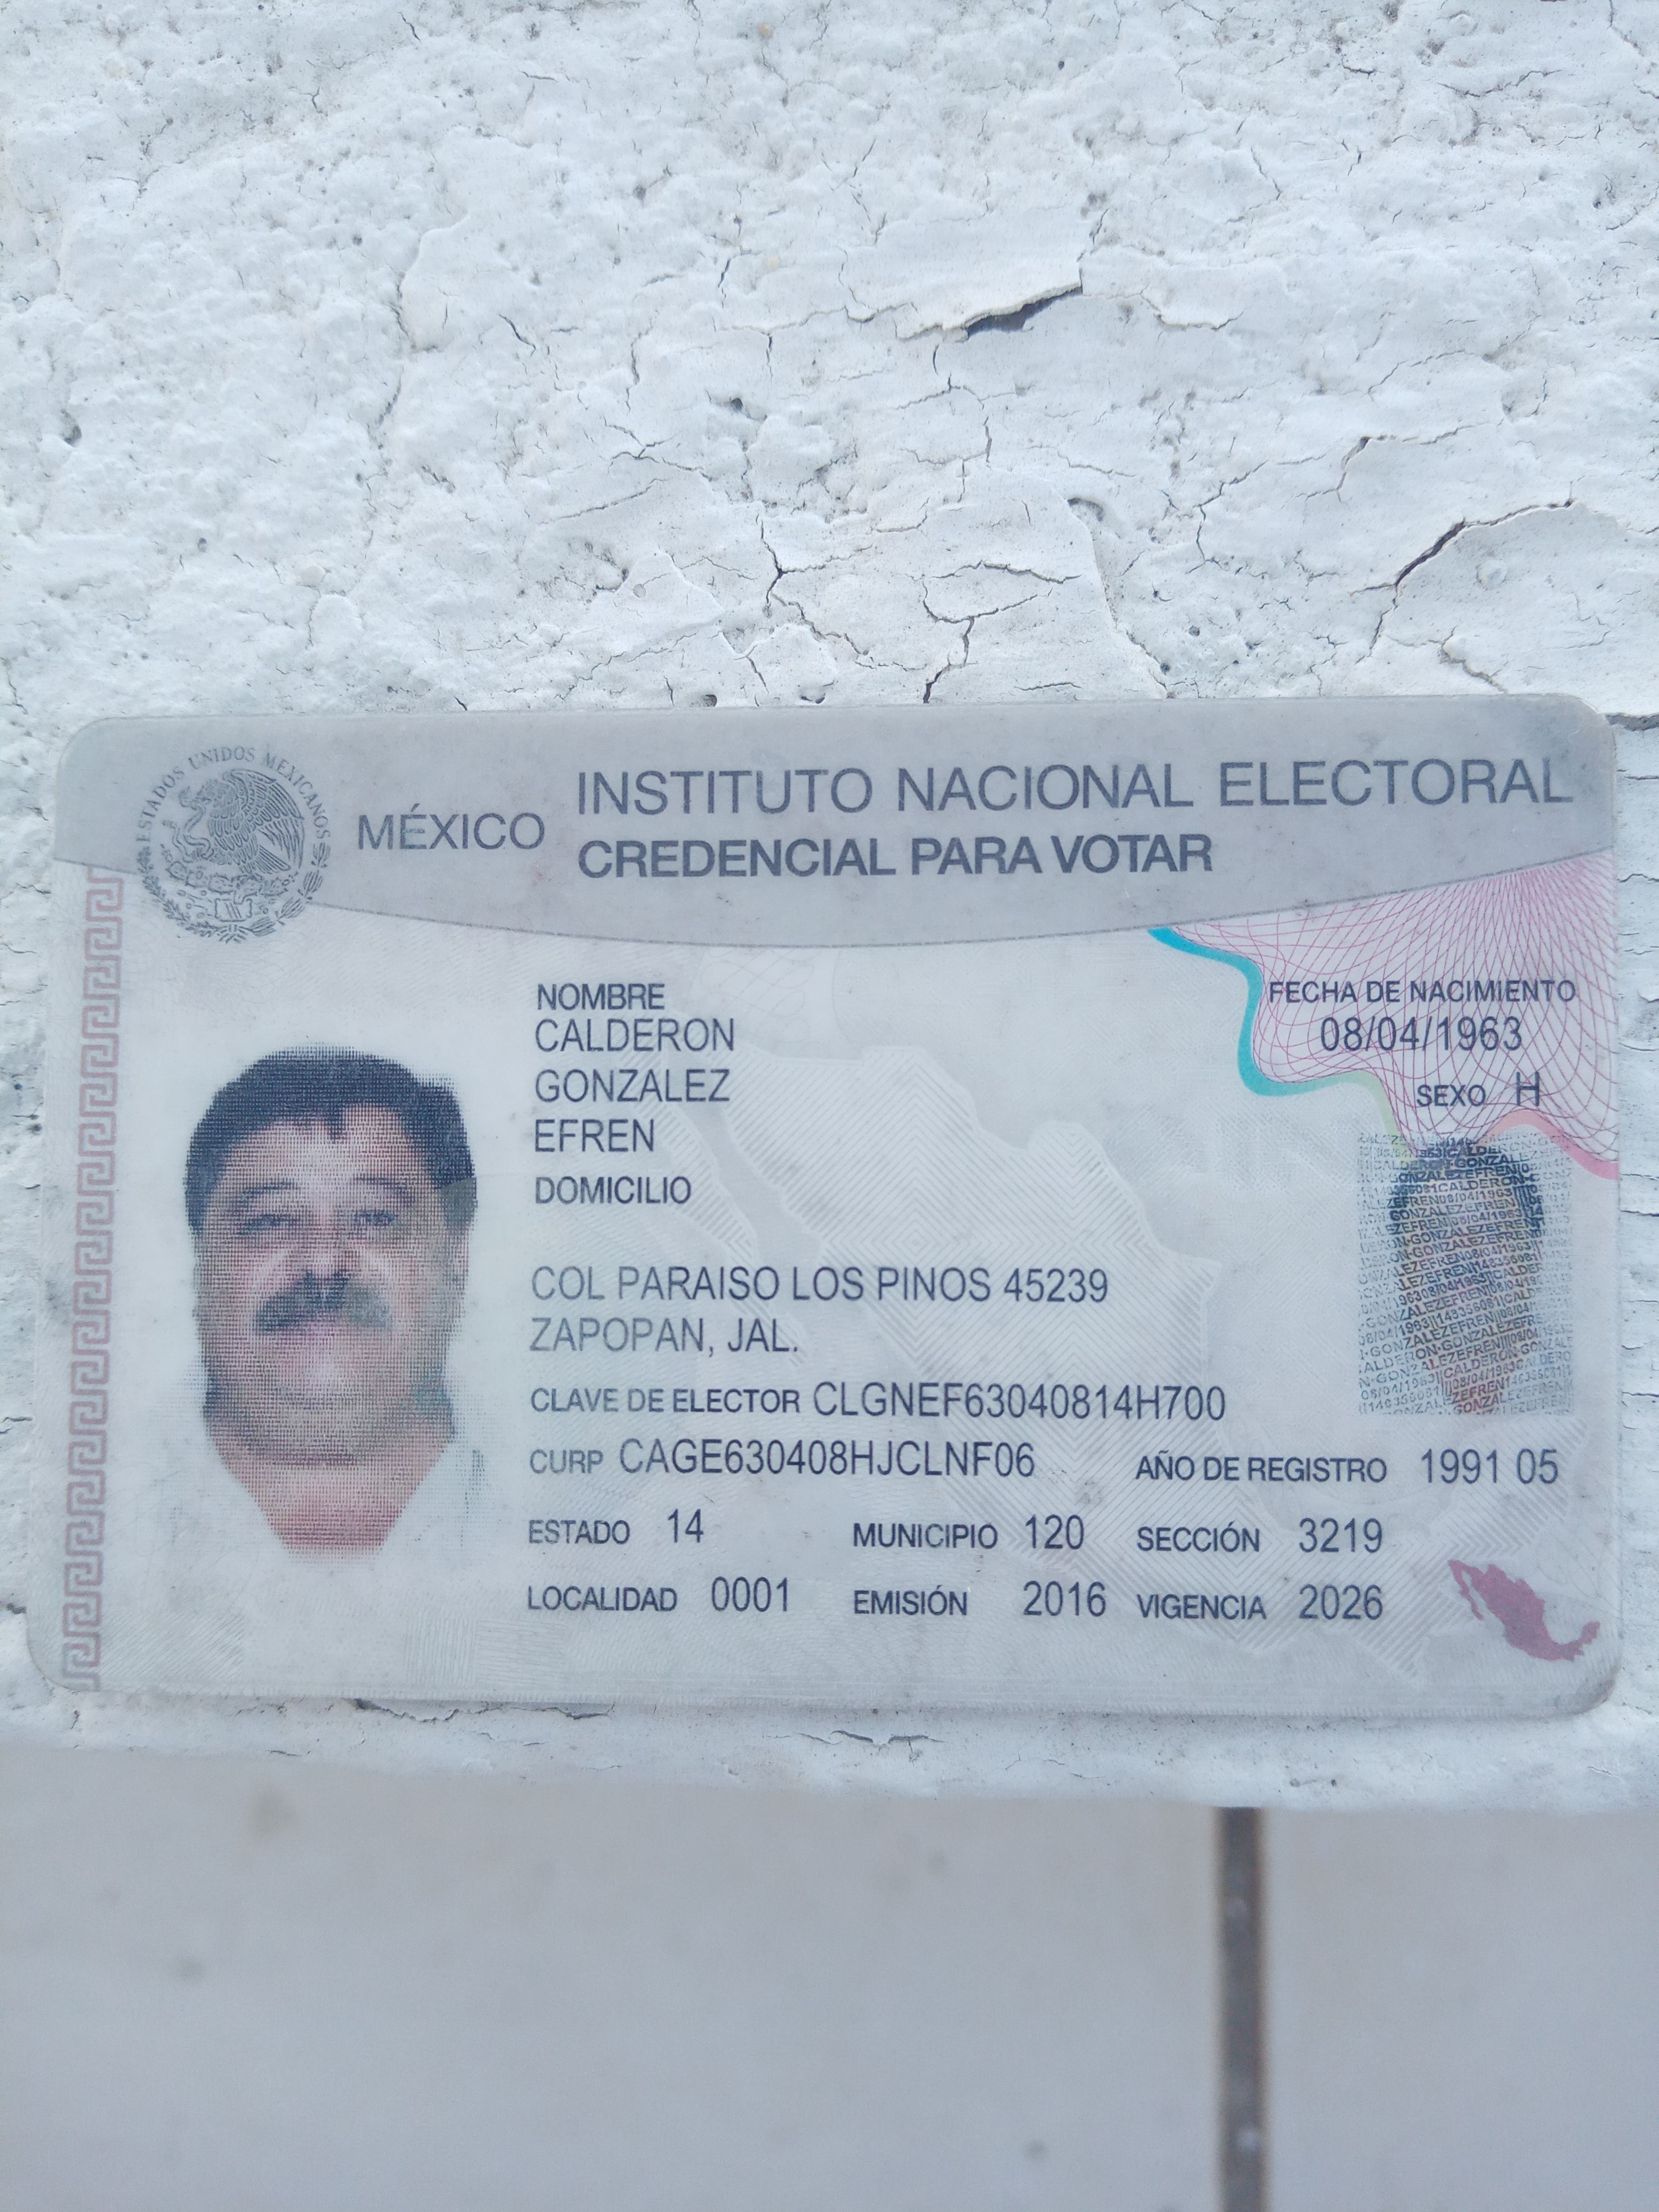 ESTADOS UNIDOS MEXICANOS
MÉXICO
INSTITUTO NACIONAL ELECTORAL
CREDENCIAL PARA VOTAR
NOMBRE
CALDERON
GONZALEZ
EFREN
FECHA DE NACIMIENTO
08/04/1963
SEXO H
DOMICILIO
COL PARAISO LOS PINOS 45239
ZAPOPAN, JAL.
CLAVE DE ELECTOR CLGNEF63040814H700
CURP CAGE630408HJCLNF06 AÑO DE REGISTRO 1991 05
ESTADO 14 MUNICIPIO 120 SECCIÓN 3219
LOCALIDAD 0001 EMISIÓN 2016 VIGENCIA 2026